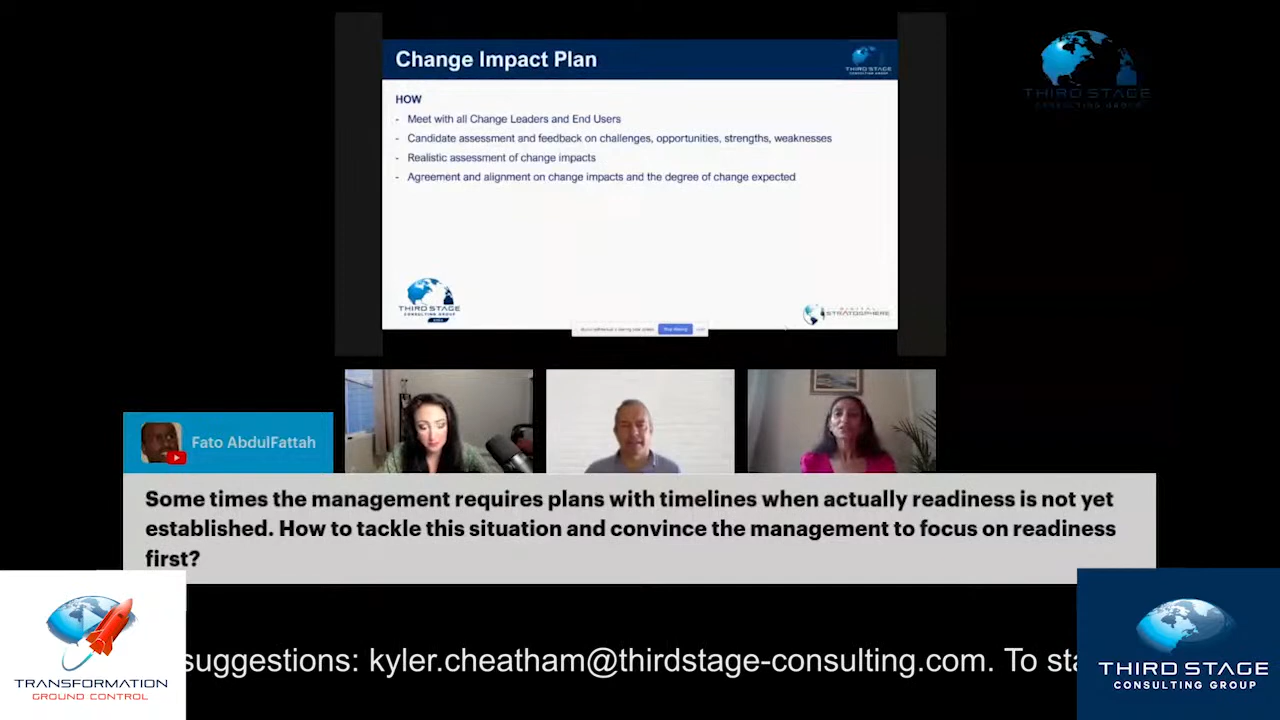 Change Impact Plan
THIRD STAGE
CONSULTING GROUP
HOW
- Meet with all Change Leaders and End Users
- Candidate assessment and feedback on challenges, opportunities, strengths, weaknesses
- Realistic assessment of change impacts
- Agreement and alignment on change impacts and the degree of change expected
THIRD STAGE
CONSULTING GROUP
STRATOSPHERE
THIRD STAGE
CONSULTING GROUP
Fato AbdulFattah
Some times the management requires plans with timelines when actually readiness is not yet
established. How to tackle this situation and convince the management to focus on readiness
first?
suggestions: kyler.cheatham@thirdstage-consulting.com. To sta
TRANSFORMATION
GROUND CONTROL
THIRD STAGE
CONSULTING GROUP